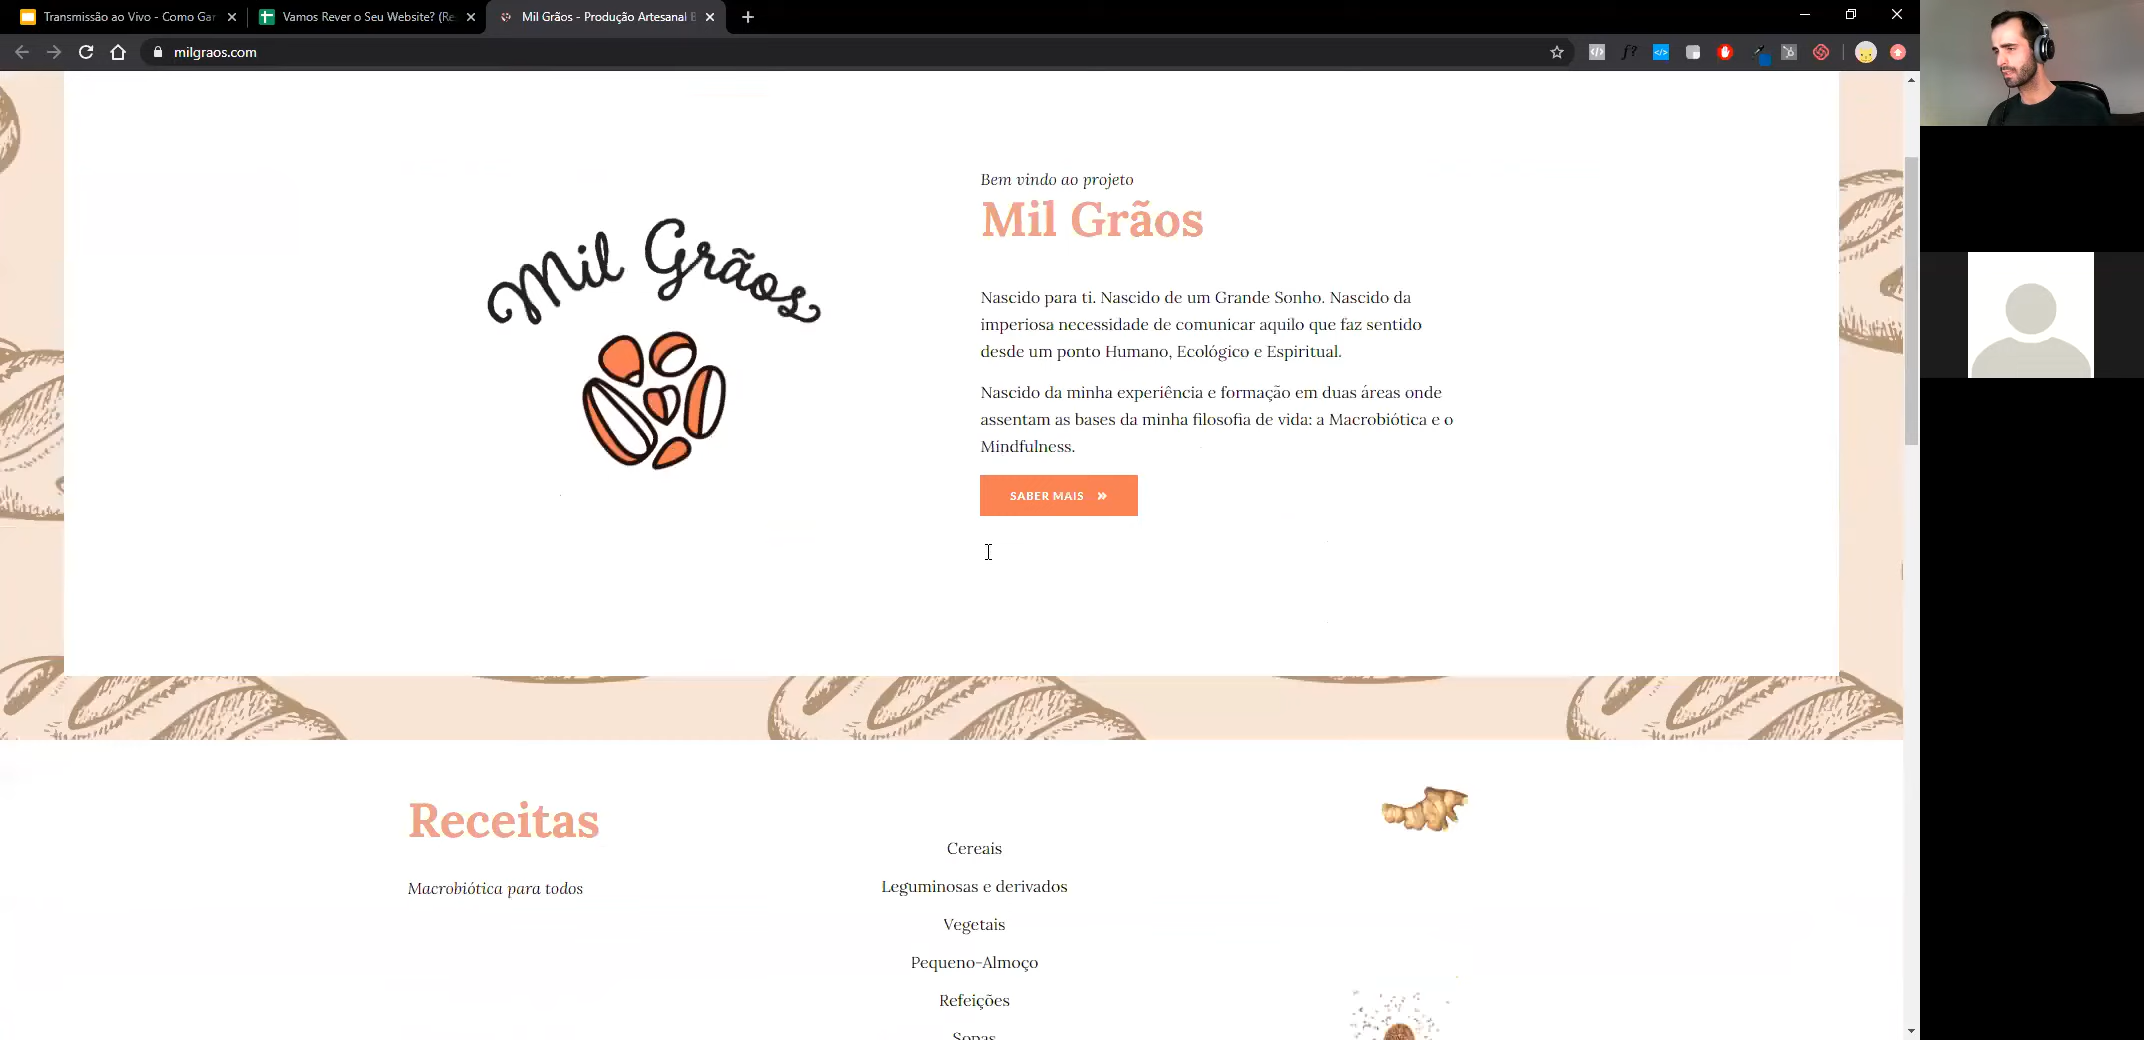 Transmissão ao Vivo - Como Gar
Vamos Rever o Seu Website? (Re
Mil Grãos - Produção Artesanal B
milgraos.com
Mil Grãos
Bem vindo ao projeto
Mil Grãos
Nascido para ti. Nascido de um Grande Sonho. Nascido da
imperiosa necessidade de comunicar aquilo que faz sentido
desde um ponto Humano, Ecológico e Espiritual.
Nascido da minha experiência e formação em duas áreas onde
assentam as bases da minha filosofia de vida: a Macrobiótica e o
Mindfulness.
SABER MAIS »
Receitas
Macrobiótica para todos
Cereais
Leguminosas e derivados
Vegetais
Pequeno-Almoço
Refeições
Sopas